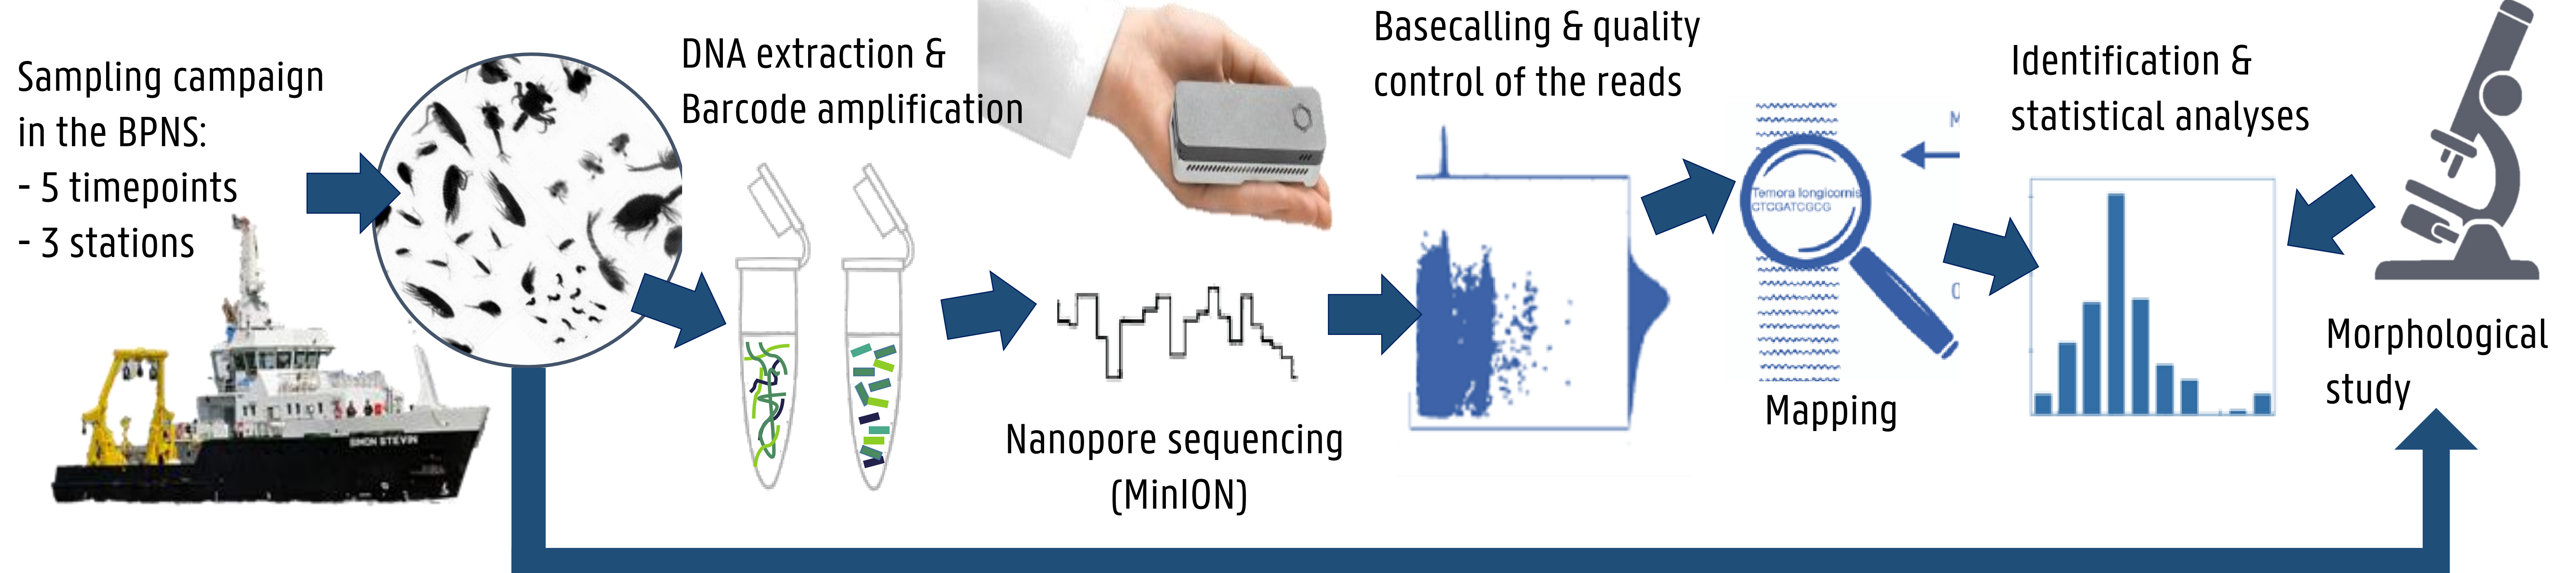 Sampling campaign
in the BPNS:
- 5 timepoints
- 3 stations
SIMON STEVIN
DNA extraction &
Barcode amplification
Nanopore sequencing
(MinION)
Basecalling & quality
control of the reads
Temora longicornis
CTCGATCGCG
M
Mapping
Identification &
statistical analyses
Morphological
study